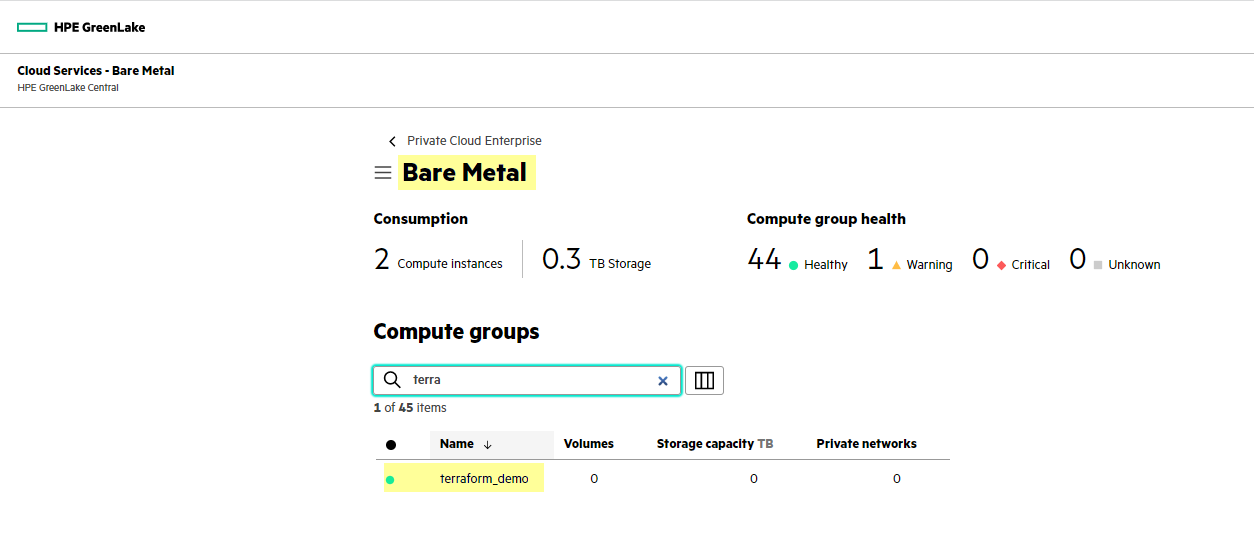 HPE GreenLake
Cloud Services - Bare Metal
HPE GreenLake Central
Private Cloud Enterprise
Bare Metal
Consumption
2 Compute instances 0.3 TB Storage
Compute group health
44 Healthy 1 Warning 0 Critical 0 Unknown
Compute groups
terra
1 of 45 items
Name Volumes Storage capacity TB Private networks
terraform_demo 0 0 0